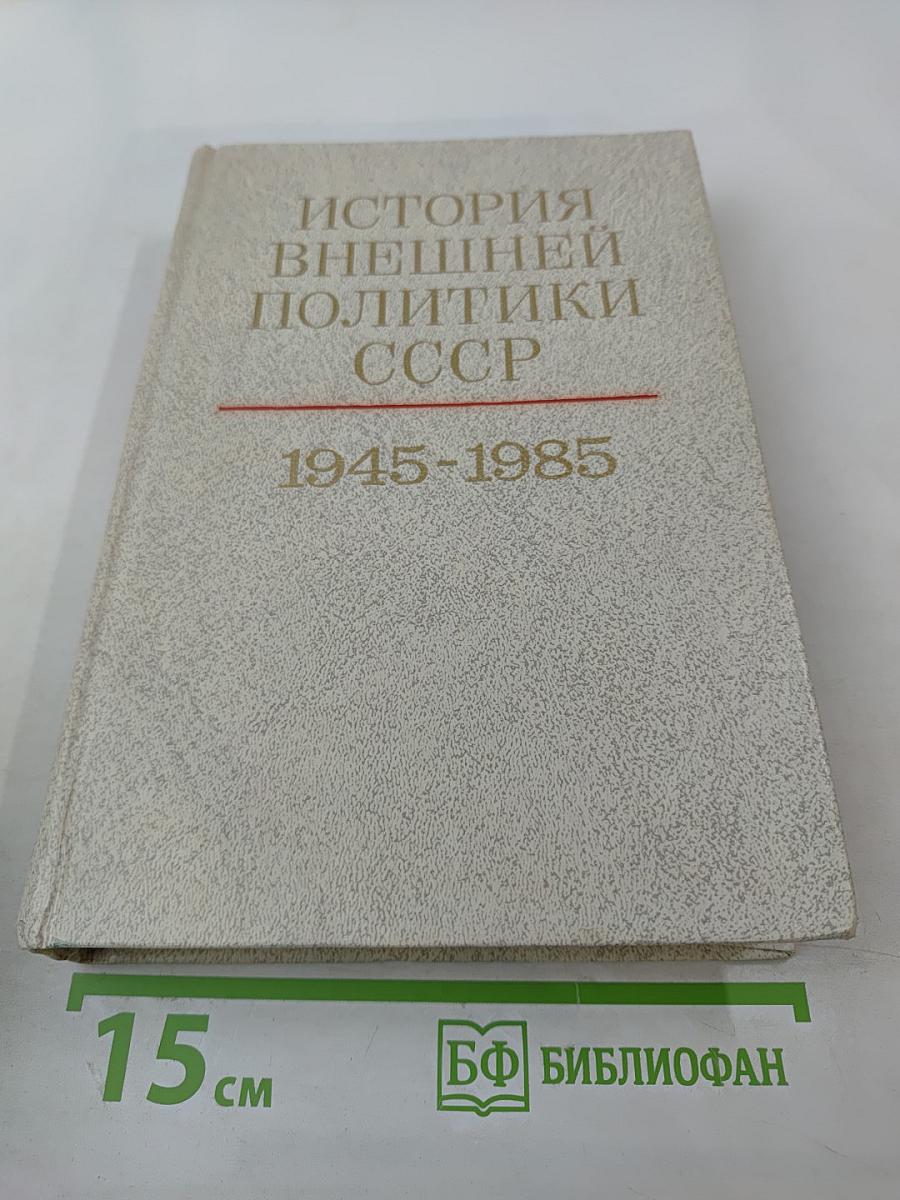 ИСТОРИЯ
ВНЕШНЕЙ
ПОЛИТИКИ
СССР
1945-1985
15 см
БФ БИБЛИОФАН